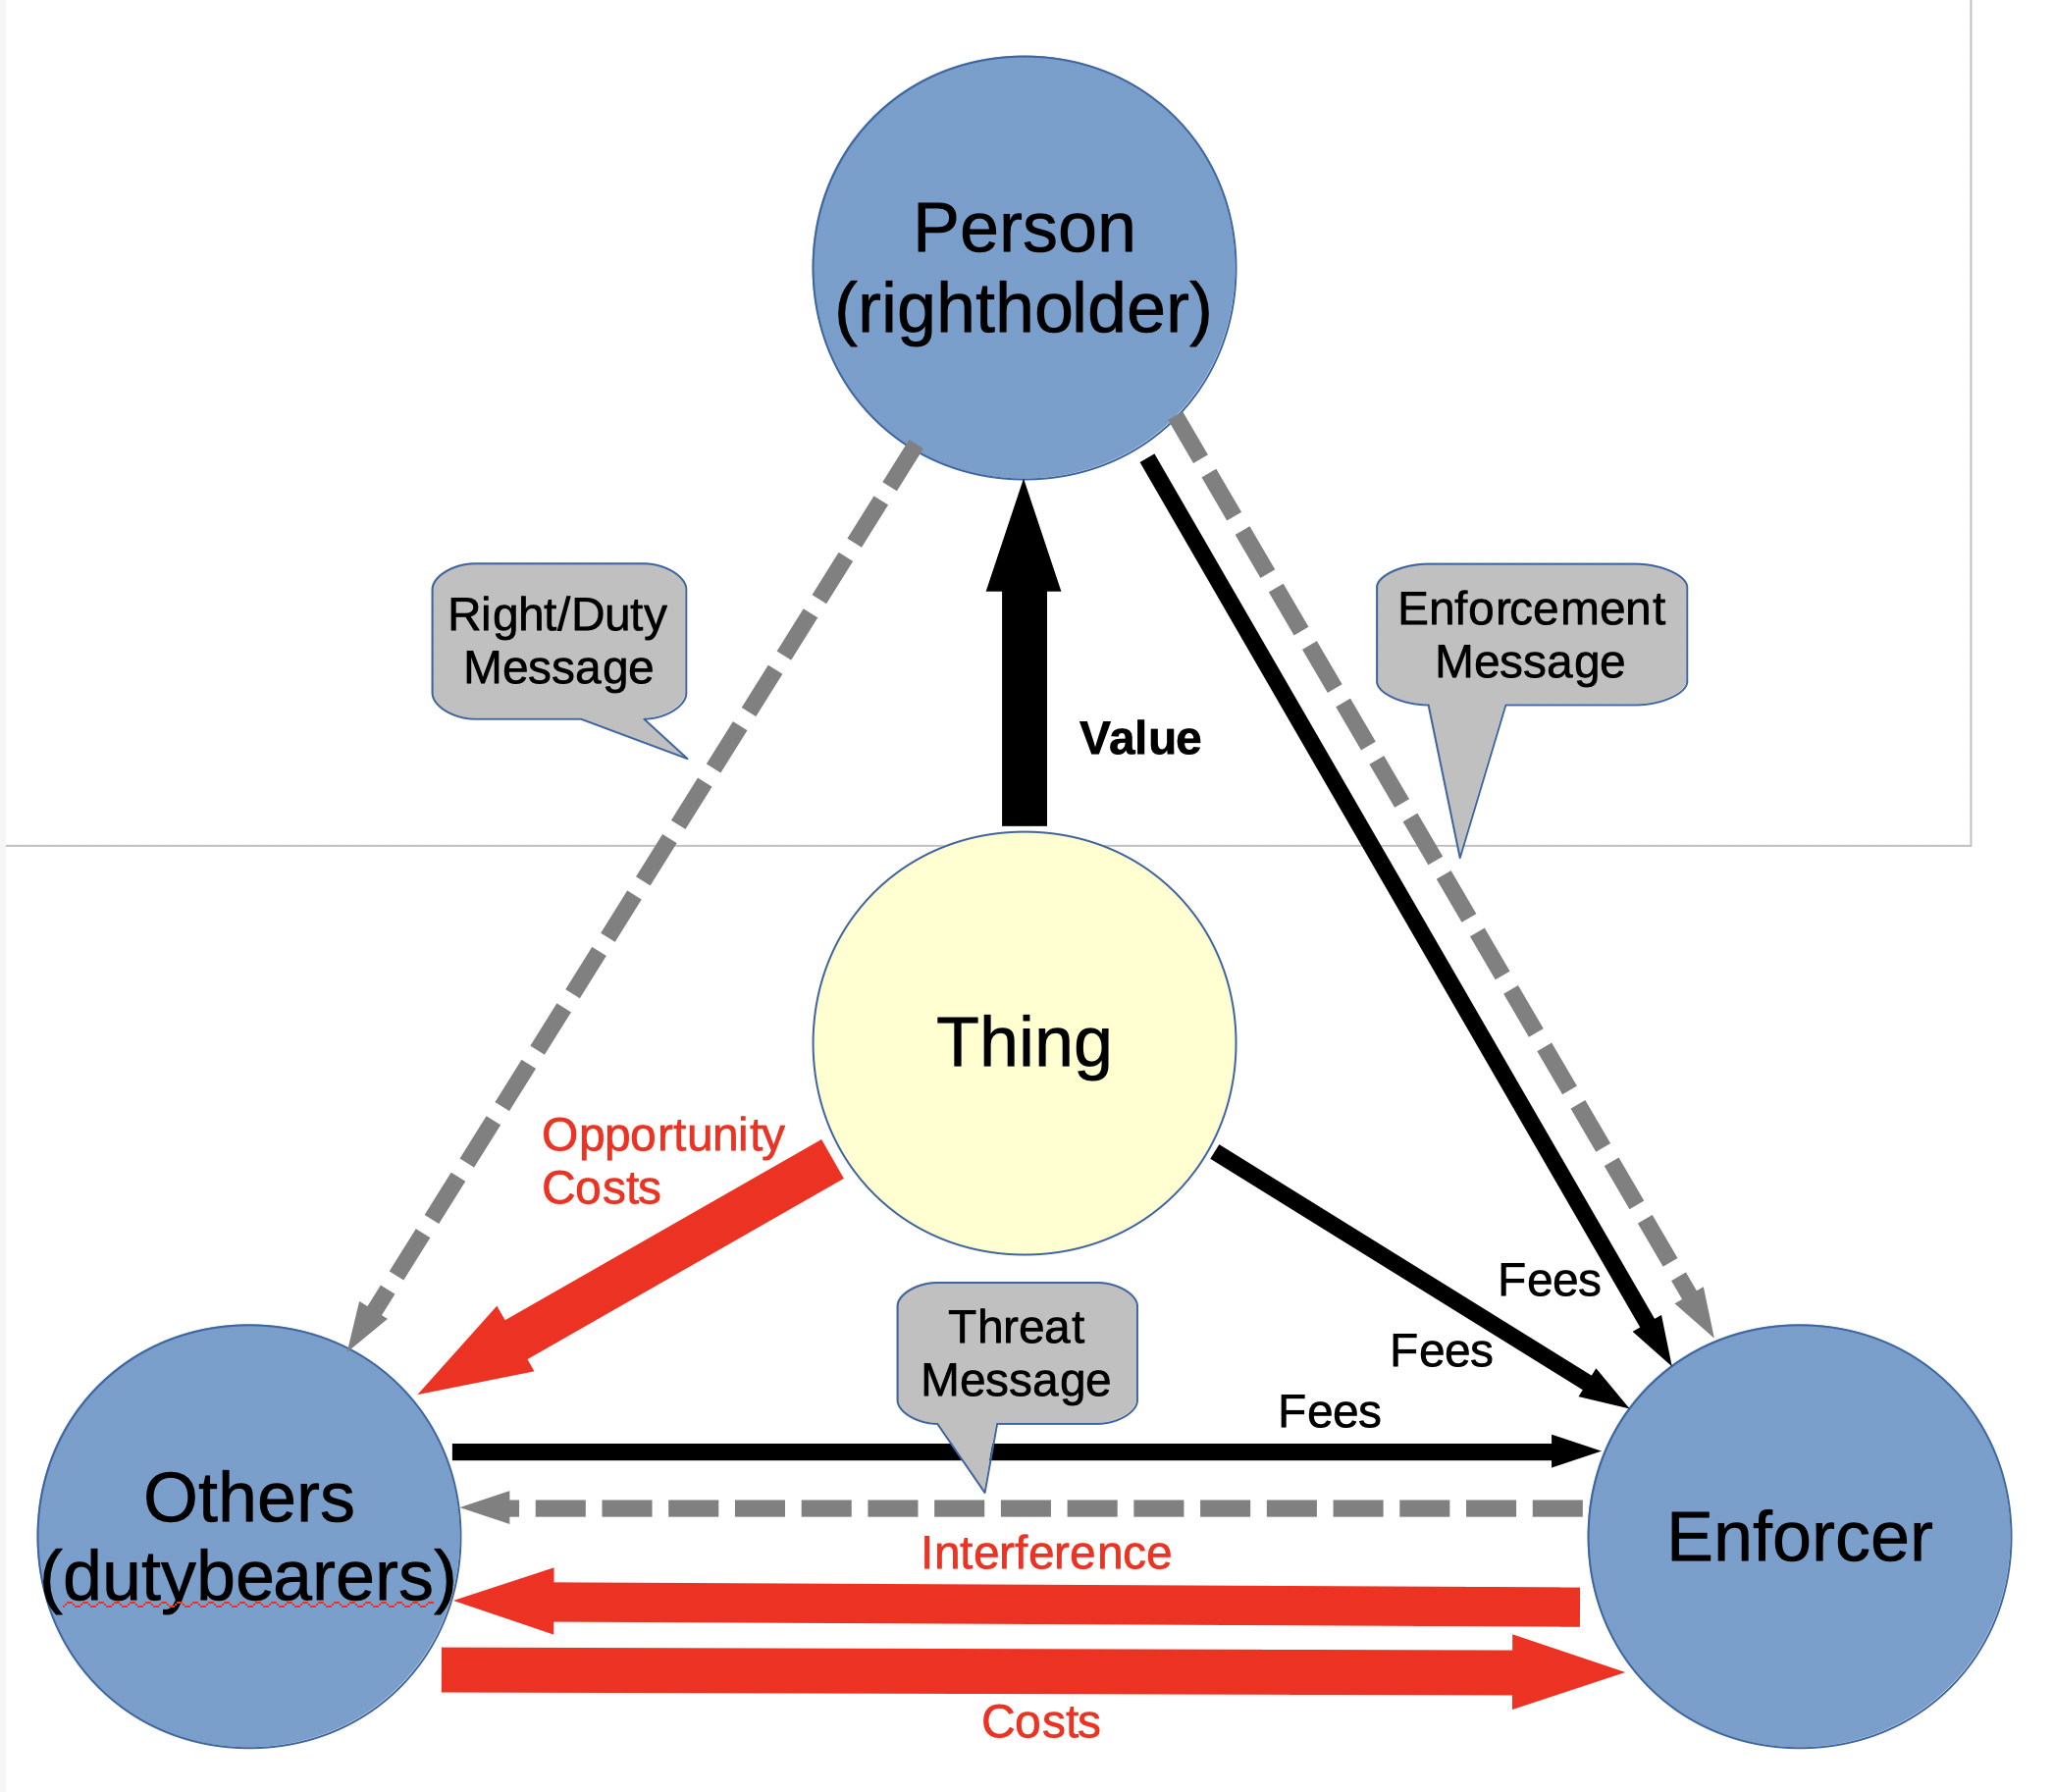 Person
(rightholder)
Right/Duty
Message
Enforcement
Message
Value
Thing
Opportunity
Costs
Fees
Threat
Message
Fees
Fees
Others
(dutybearers)
Enforcer
Interference
Costs